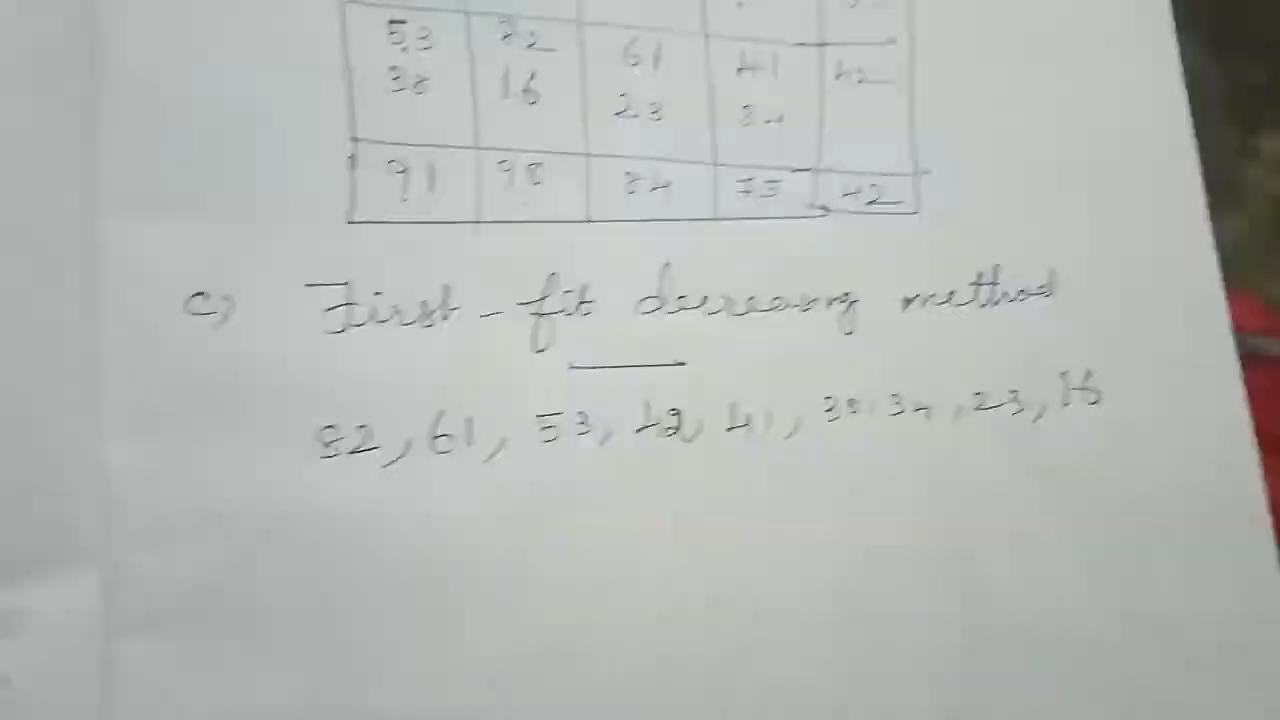 53 82 61 41 42
38 16 23 34
91 98 84 75 42
c) First-fit decreasing method
82, 61, 53, 42, 41, 38, 34, 23, 16